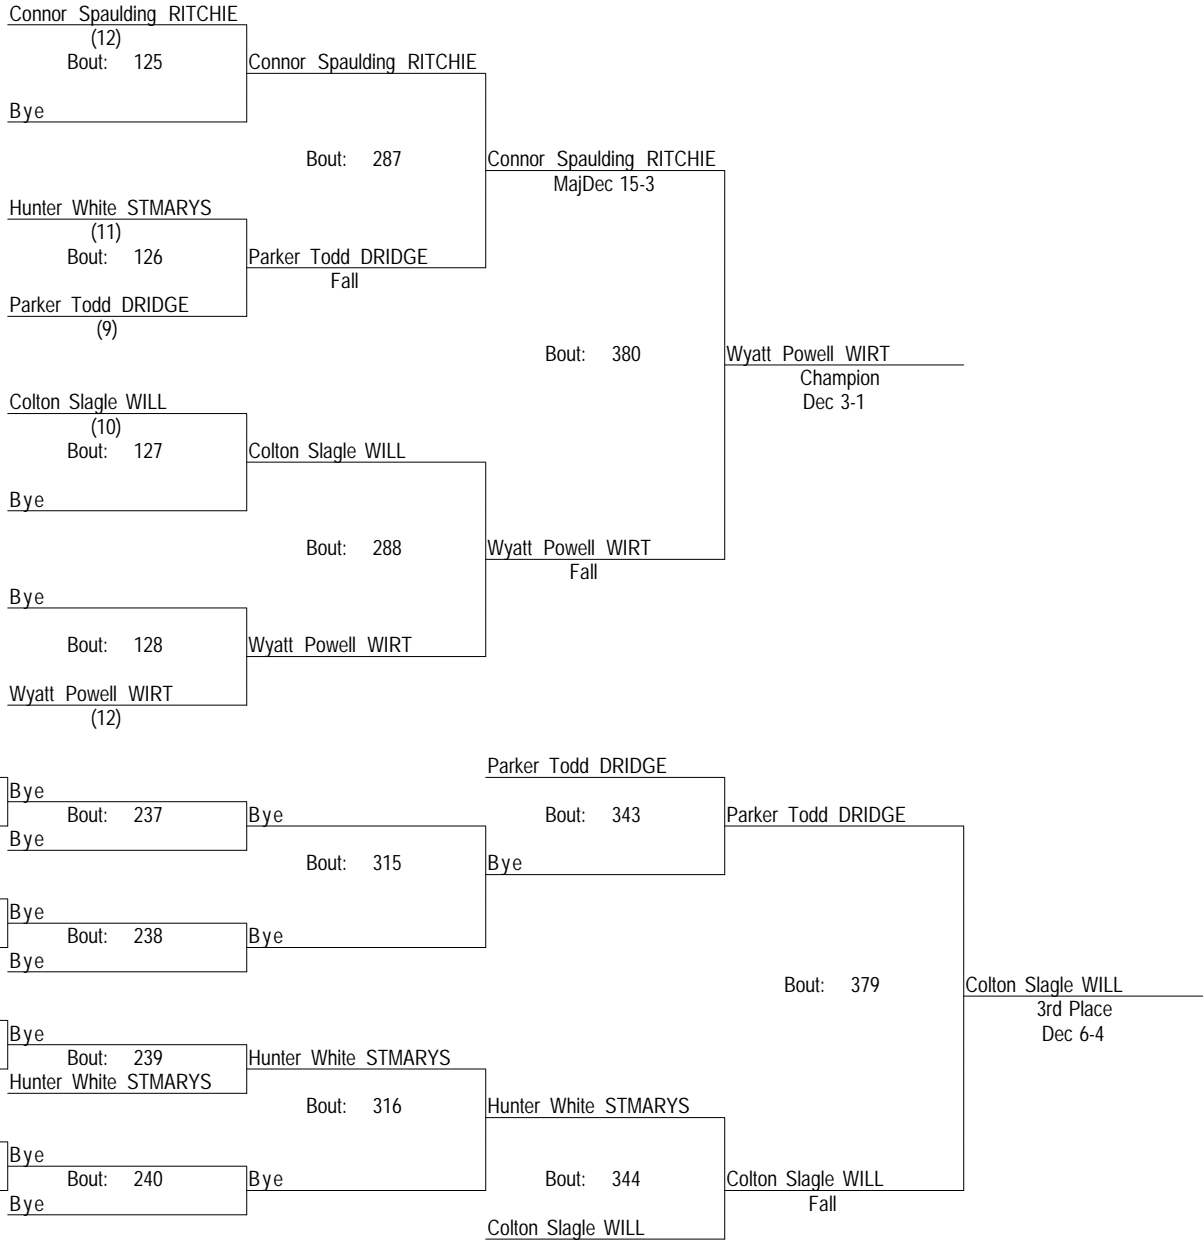 Connor Spaulding RITCHIE
(12)
Bout: 125 Connor Spaulding RITCHIE
Bye
Bout: 287 Connor Spaulding RITCHIE
MajDec 15-3
Hunter White STMARYS
(11)
Bout: 126 Parker Todd DRIDGE
Fall
Parker Todd DRIDGE
(9)
Bout: 380 Wyatt Powell WIRT
Champion
Dec 3-1
Colton Slagle WILL
(10)
Bout: 127 Colton Slagle WILL
Bye
Bout: 288 Wyatt Powell WIRT
Fall
Bye
Bout: 128 Wyatt Powell WIRT
Wyatt Powell WIRT
(12)
Parker Todd DRIDGE
Bye
Bout: 237 Bye Bout: 343 Parker Todd DRIDGE
Bye
Bout: 315 Bye
Bye
Bout: 238 Bye
Bye
Bout: 379 Colton Slagle WILL
3rd Place
Dec 6-4
Bye
Bout: 239 Hunter White STMARYS
Hunter White STMARYS
Bout: 316 Hunter White STMARYS
Bye
Bout: 240 Bye Bout: 344 Colton Slagle WILL
Fall
Bye
Colton Slagle WILL